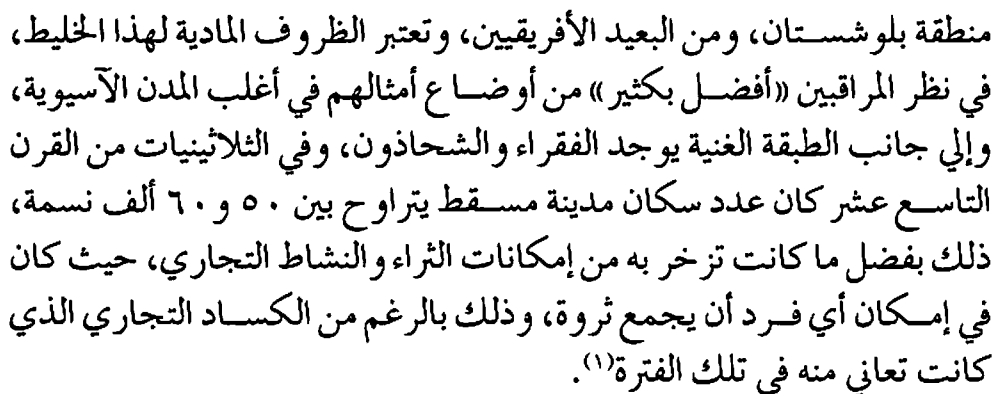 منطقة بلوشستان، ومن البعيد الأفريقيين، وتعتبر الظروف المادية لهذا الخليط،
في نظر المراقبين «أفضل بكثير» من أوضاع أمثالهم في أغلب المدن الآسيوية،
وإلي جانب الطبقة الغنية يوجد الفقراء والشحاذون، وفي الثلاثينيات من القرن
التاسع عشر كان عدد سكان مدينة مسقط يتراوح بين ٥٠ و ٦٠ ألف نسمة،
ذلك بفضل ما كانت تزخر به من إمكانات الثراء والنشاط التجاري، حيث كان
في إمكان أي فرد أن يجمع ثروة، وذلك بالرغم من الكساد التجاري الذي
كانت تعاني منه في تلك الفترة(١).